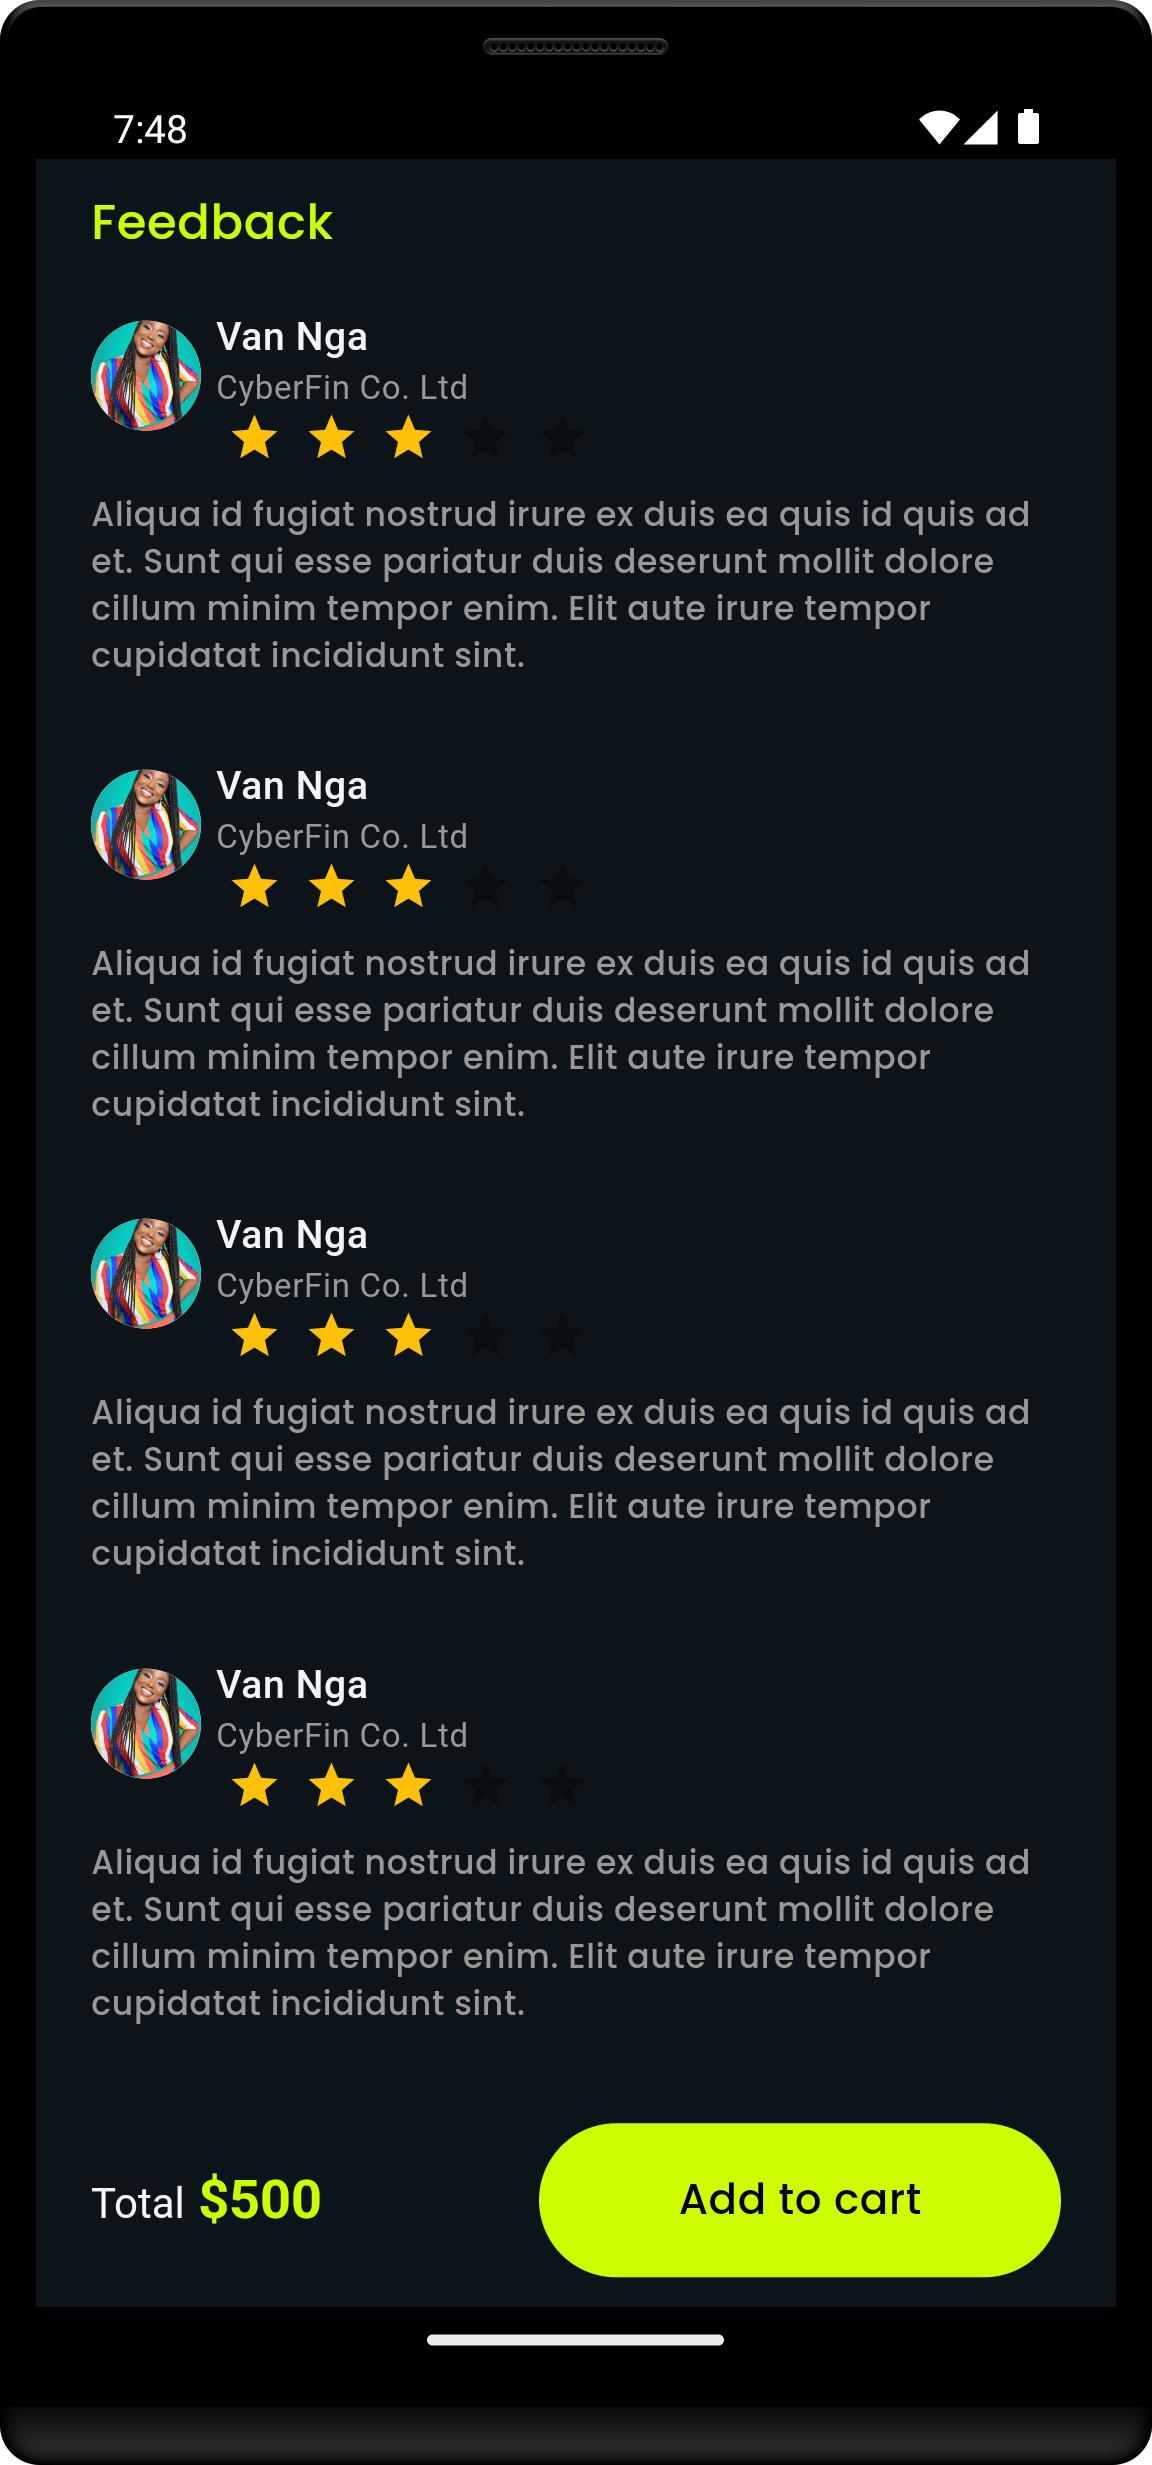 7:48
Feedback
Van Nga
CyberFin Co. Ltd
Aliqua id fugiat nostrud irure ex duis ea quis id quis ad
et. Sunt qui esse pariatur duis deserunt mollit dolore
cillum minim tempor enim. Elit aute irure tempor
cupidatat incididunt sint.
Van Nga
CyberFin Co. Ltd
Aliqua id fugiat nostrud irure ex duis ea quis id quis ad
et. Sunt qui esse pariatur duis deserunt mollit dolore
cillum minim tempor enim. Elit aute irure tempor
cupidatat incididunt sint.
Van Nga
CyberFin Co. Ltd
Aliqua id fugiat nostrud irure ex duis ea quis id quis ad
et. Sunt qui esse pariatur duis deserunt mollit dolore
cillum minim tempor enim. Elit aute irure tempor
cupidatat incididunt sint.
Van Nga
CyberFin Co. Ltd
Aliqua id fugiat nostrud irure ex duis ea quis id quis ad
et. Sunt qui esse pariatur duis deserunt mollit dolore
cillum minim tempor enim. Elit aute irure tempor
cupidatat incididunt sint.
Total $500
Add to cart